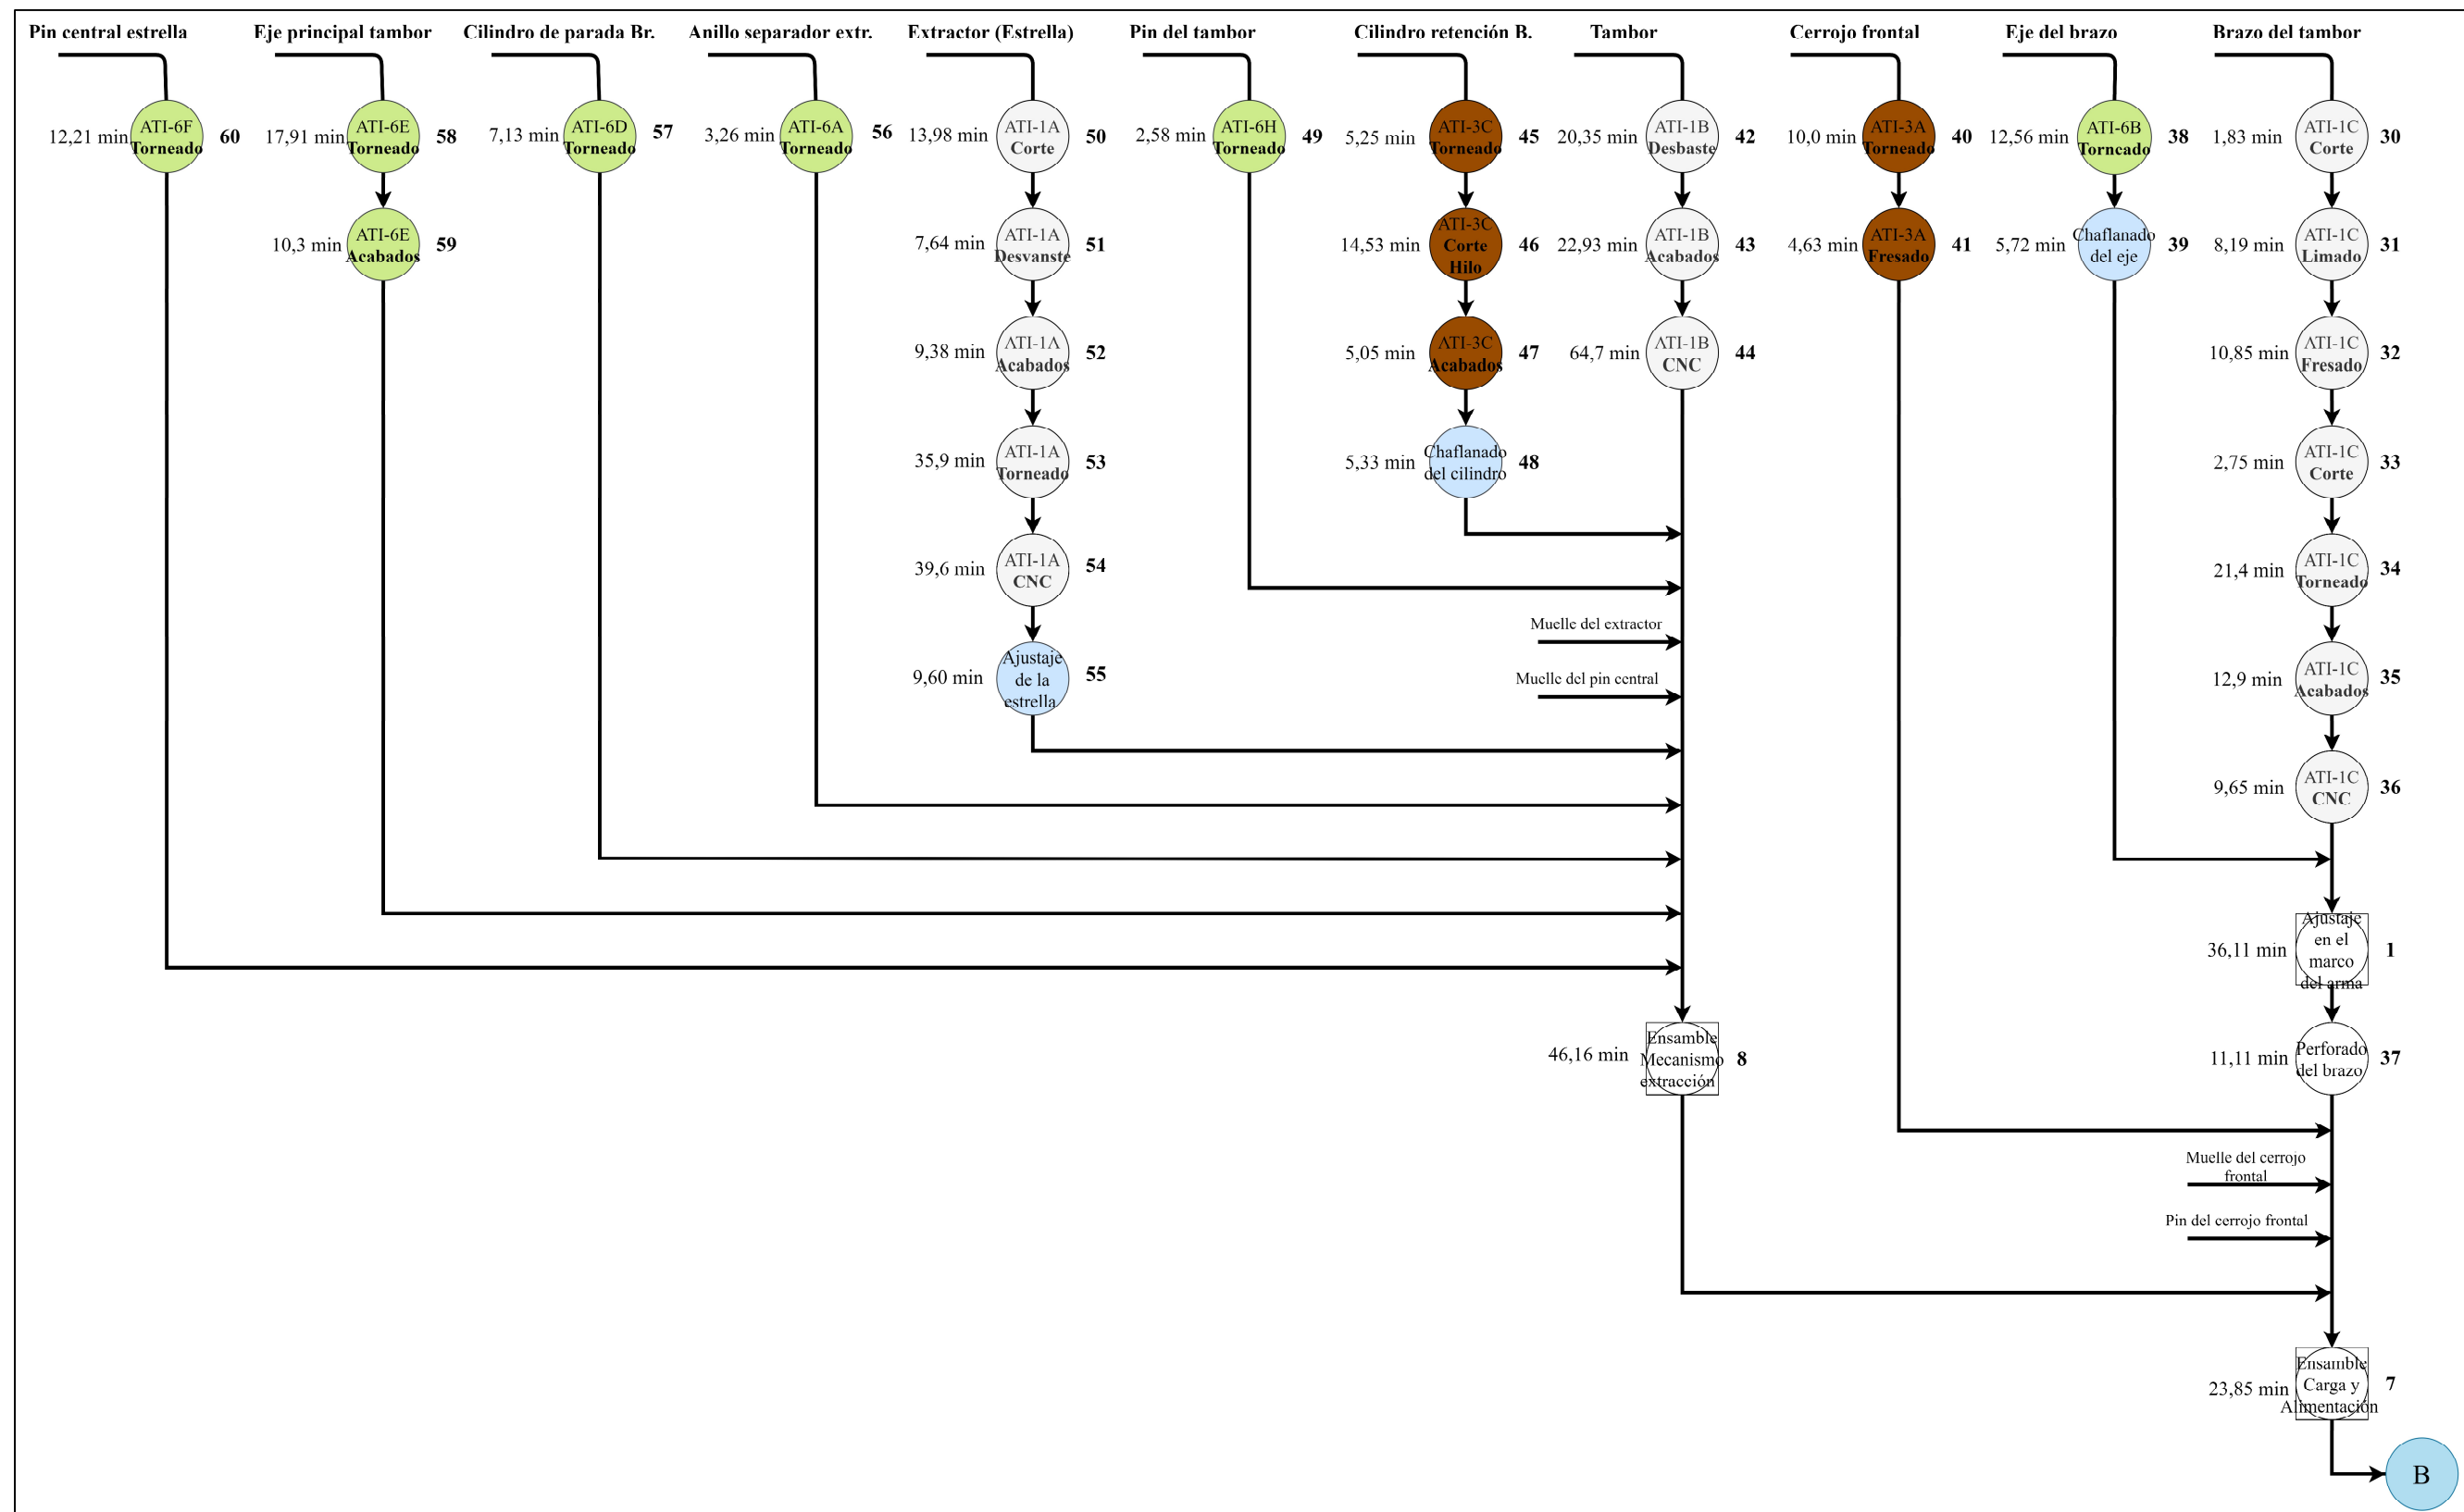 Pin central estrella
Eje principal tambor
Cilindro de parada Br.
Anillo separador extr.
Extractor (Estrella)
Pin del tambor
Cilindro retención B.
Tambor
Cerrojo frontal
Eje del brazo
Brazo del tambor
12,21 min
ATI-6F
Torneado
60
17,91 min
ATI-6E
Torneado
58
7,13 min
ATI-6D
Torneado
57
3,26 min
ATI-6A
Torneado
56
13,98 min
ATI-1A
Corte
50
2,58 min
ATI-6H
Torneado
49
5,25 min
ATI-3C
Torneado
45
20,35 min
ATI-1B
Desbaste
42
10,0 min
ATI-3A
Torneado
40
12,56 min
ATI-6B
Torneado
38
1,83 min
ATI-1C
Corte
30
10,3 min
ATI-6E
Acabados
59
7,64 min
ATI-1A
Desvanste
51
14,53 min
ATI-3C
Corte
Hilo
46
22,93 min
ATI-1B
Acabados
43
4,63 min
ATI-3A
Fresado
41
5,72 min
Chaflanado
del eje
39
8,19 min
ATI-1C
Limado
31
9,38 min
ATI-1A
Acabados
52
5,05 min
ATI-3C
Acabados
47
64,7 min
ATI-1B
CNC
44
10,85 min
ATI-1C
Fresado
32
35,9 min
ATI-1A
Torneado
53
5,33 min
Chaflanado
del cilindro
48
2,75 min
ATI-1C
Corte
33
39,6 min
ATI-1A
CNC
54
21,4 min
ATI-1C
Torneado
34
Muelle del extractor
9,60 min
Ajustaje
de la
estrella
55
Muelle del pin central
12,9 min
ATI-1C
Acabados
35
9,65 min
ATI-1C
CNC
36
36,11 min
Ajustaje
en el
marco
del arma
1
46,16 min
Ensamble
Mecanismo
extracción
8
11,11 min
Perforado
del brazo
37
Muelle del cerrojo
frontal
Pin del cerrojo frontal
23,85 min
Ensamble
Carga y
Alimentación
7
B